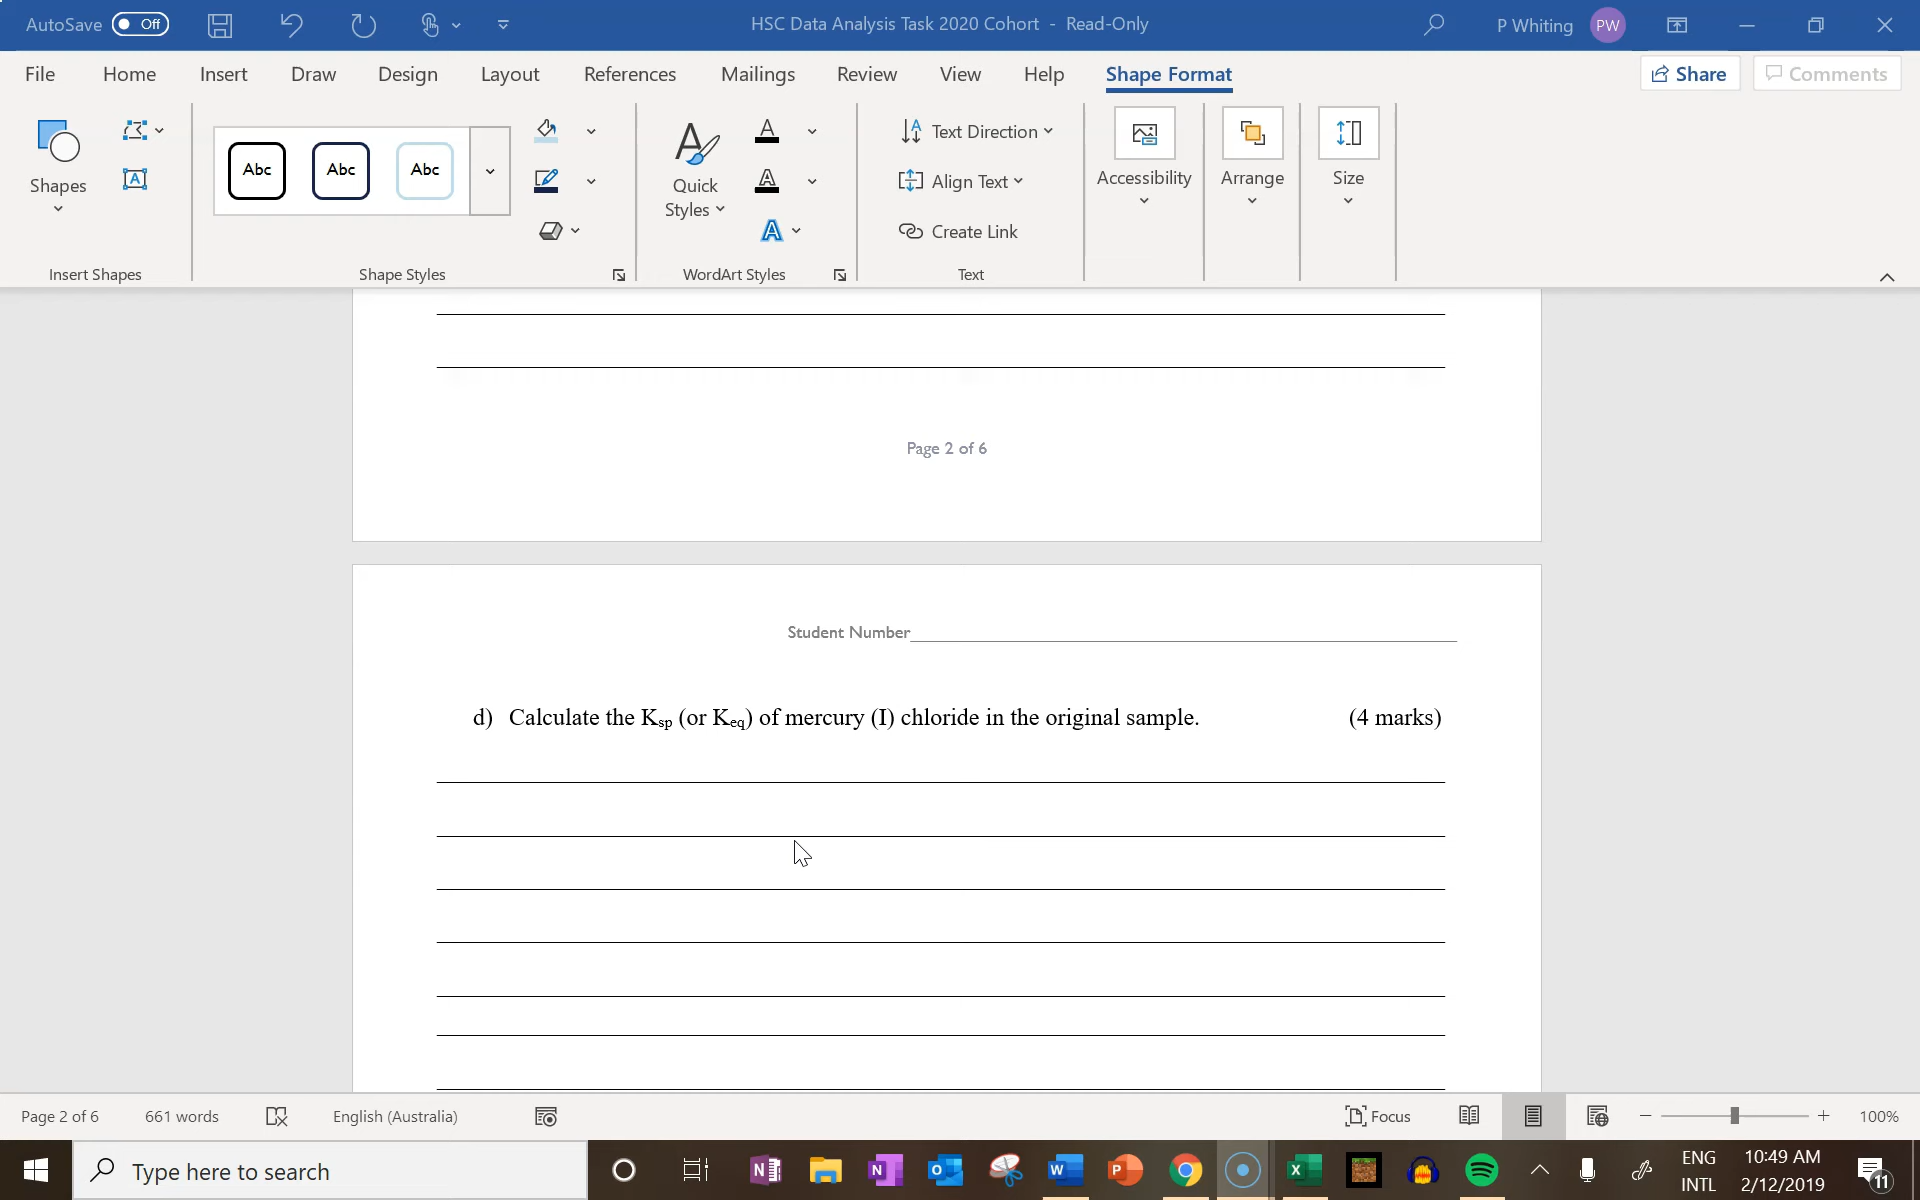 AutoSave Off HSC Data Analysis Task 2020 Cohort - Read-Only P Whiting PW
File Home Insert Draw Design Layout References Mailings Review View Help Shape Format Share Comments
Shapes
Abc Abc Abc
Quick Styles
A
A
A
Text Direction
Align Text
Create Link
Accessibility Arrange Size
Insert Shapes Shape Styles WordArt Styles Text
Page 2 of 6
Student Number
d) Calculate the Ksp (or Keq) of mercury (I) chloride in the original sample. (4 marks)
Page 2 of 6 661 words English (Australia) Focus 100%
Type here to search
ENG
INTL
10:49 AM
2/12/2019
11